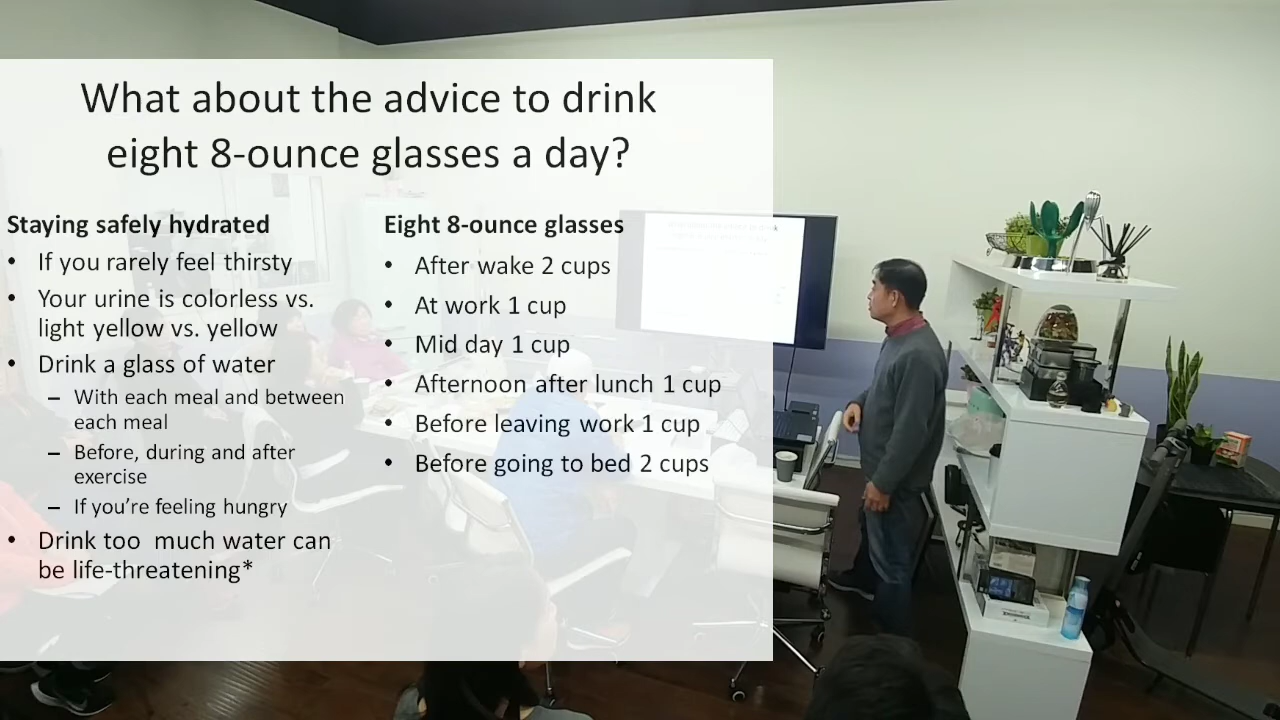 What about the advice to drink
eight 8-ounce glasses a day?
Staying safely hydrated
• If you rarely feel thirsty
• Your urine is colorless vs.
light yellow vs. yellow
• Drink a glass of water
– With each meal and between
each meal
– Before, during and after
exercise
– If you're feeling hungry
• Drink too much water can
be life-threatening*
Eight 8-ounce glasses
• After wake 2 cups
• At work 1 cup
• Mid day 1 cup
• Afternoon after lunch 1 cup
• Before leaving work 1 cup
• Before going to bed 2 cups